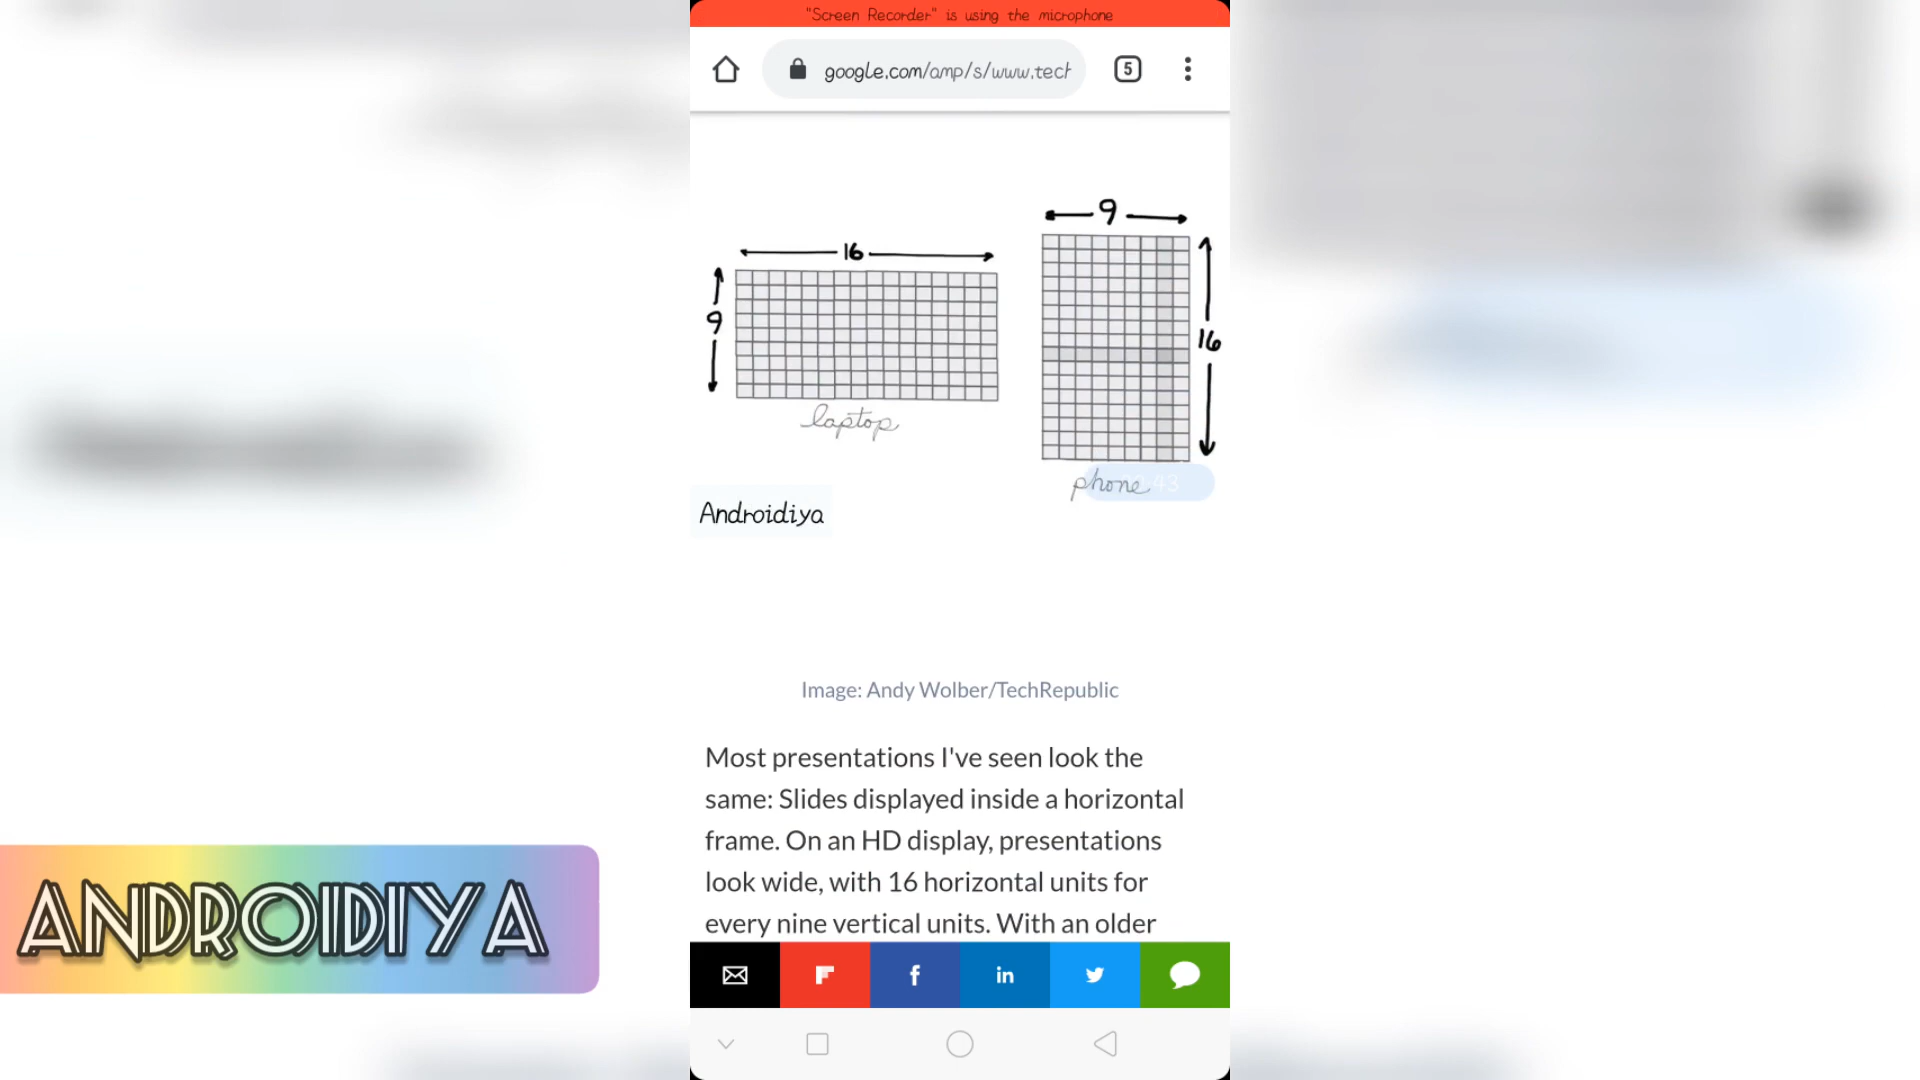 "Screen Recorder" is using the microphone
google.com/amp/s/www.tech
5
9
16
9
16
laptop
phone
43
Androidiya
Image: Andy Wolber/TechRepublic
Most presentations I've seen look the
same: Slides displayed inside a horizontal
frame. On an HD display, presentations
look wide, with 16 horizontal units for
every nine vertical units. With an older
f
in
ANDROIDIYA